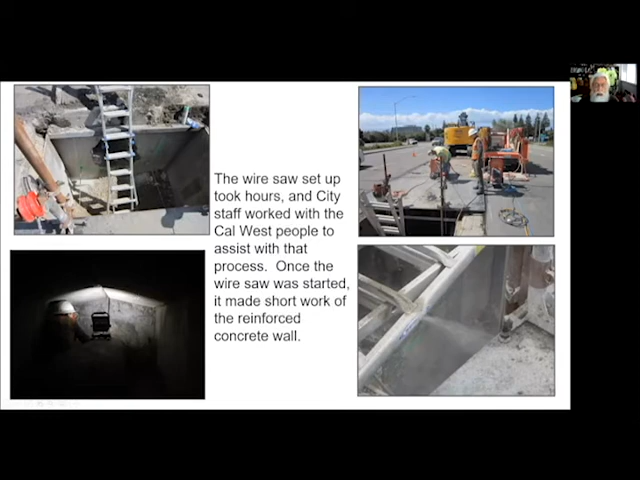 The wire saw set up
took hours, and City
staff worked with the
Cal West people to
assist with that
process. Once the
wire saw was started,
it made short work of
the reinforced
concrete wall.